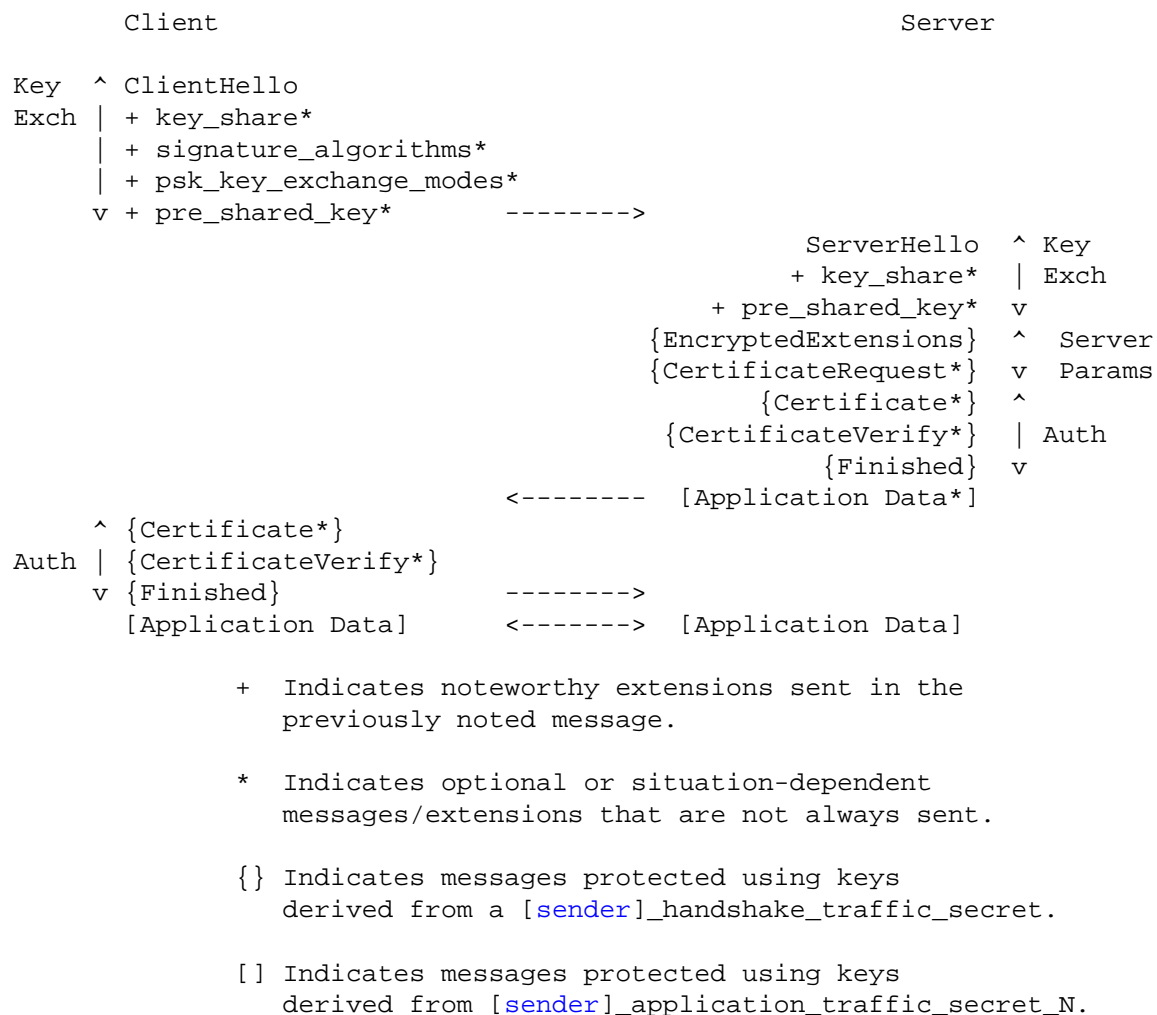 Client                                           Server

Key  ^ ClientHello
Exch | + key_share*
     | + signature_algorithms*
     | + psk_key_exchange_modes*
     v + pre_shared_key*       -------->
                                                  ServerHello  ^ Key
                                                 + key_share*  | Exch
                                            + pre_shared_key*  v
                                        {EncryptedExtensions}  ^  Server
                                        {CertificateRequest*}  v  Params
                                               {Certificate*}  ^
                                         {CertificateVerify*}  | Auth
                                                   {Finished}  v
                               <--------  [Application Data*]
     ^ {Certificate*}
Auth | {CertificateVerify*}
     v {Finished}              -------->
       [Application Data]      <------->  [Application Data]

              +  Indicates noteworthy extensions sent in the
                 previously noted message.

              *  Indicates optional or situation-dependent
                 messages/extensions that are not always sent.

              {} Indicates messages protected using keys
                 derived from a [sender]_handshake_traffic_secret.

              [] Indicates messages protected using keys
                 derived from [sender]_application_traffic_secret_N.